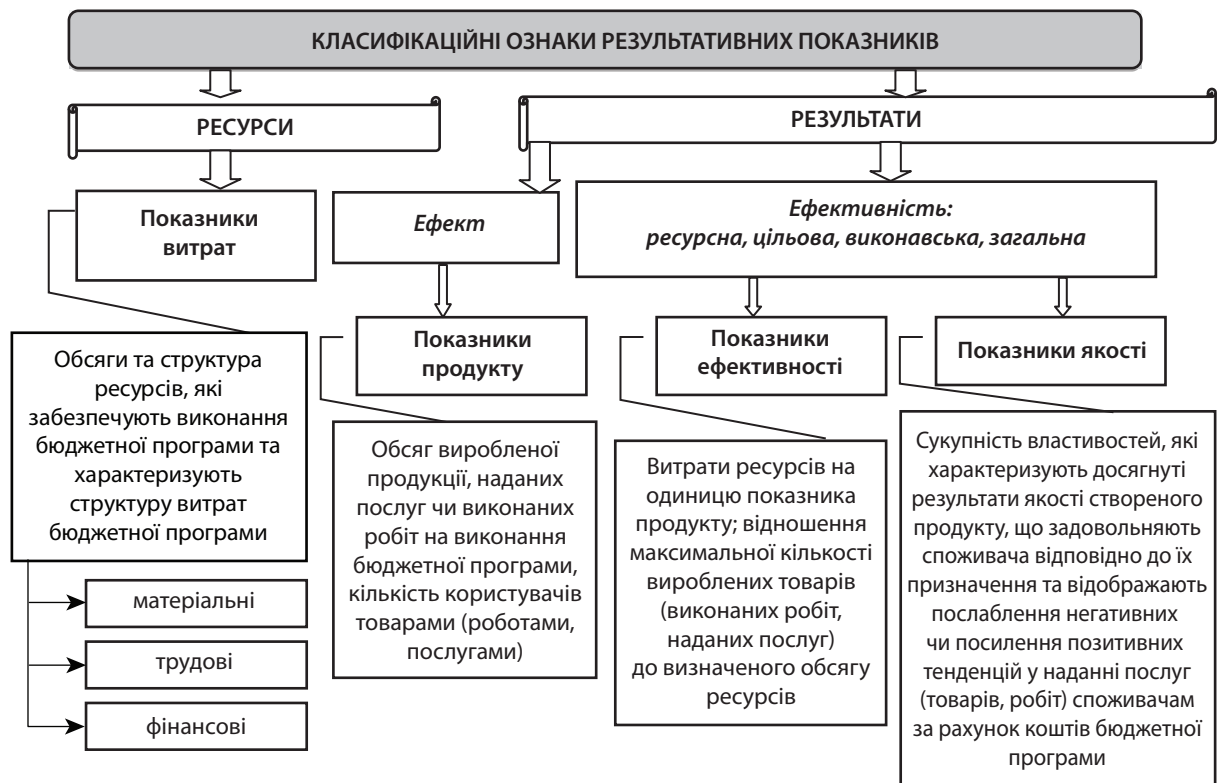 КЛАСИФІКАЦІЙНІ ОЗНАКИ РЕЗУЛЬТАТИВНИХ ПОКАЗНИКІВ
РЕСУРСИ
РЕЗУЛЬТАТИ
Показники
витрат
Ефект
Ефективність:
ресурсна, цільова, виконавська, загальна
Показники
продукту
Показники
ефективності
Показники якості
Обсяги та структура
ресурсів, які
забезпечують виконання
бюджетної програми та
характеризують
структуру витрат
бюджетної програми
матеріальні
трудові
фінансові
Обсяг виробленої
продукції, наданих
послуг чи виконаних
робіт на виконання
бюджетної програми,
кількість користувачів
товарами (роботами,
послугами)
Витрати ресурсів на
одиницю показника
продукту; відношення
максимальної кількості
вироблених товарів
(виконаних робіт,
наданих послуг)
до визначеного обсягу
ресурсів
Сукупність властивостей, які
характеризують досягнуті
результати якості створеного
продукту, що задовольняють
споживача відповідно до їх
призначення та відображають
послаблення негативних
чи посилення позитивних
тенденцій у наданні послуг
(товарів, робіт) споживачам
за рахунок коштів бюджетної
програми